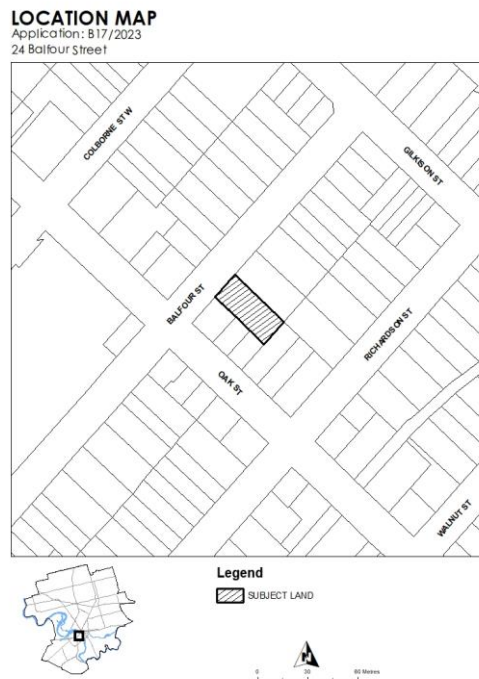 LOCATION MAP
Application: B17/2023
24 Balfour Street
COLBORNE ST W
GILKISON ST
BALFOUR ST
RICHARDSON ST
OAK ST
WALNUT ST
Legend
SUBJECT LAND
N
0 30 60 Metres